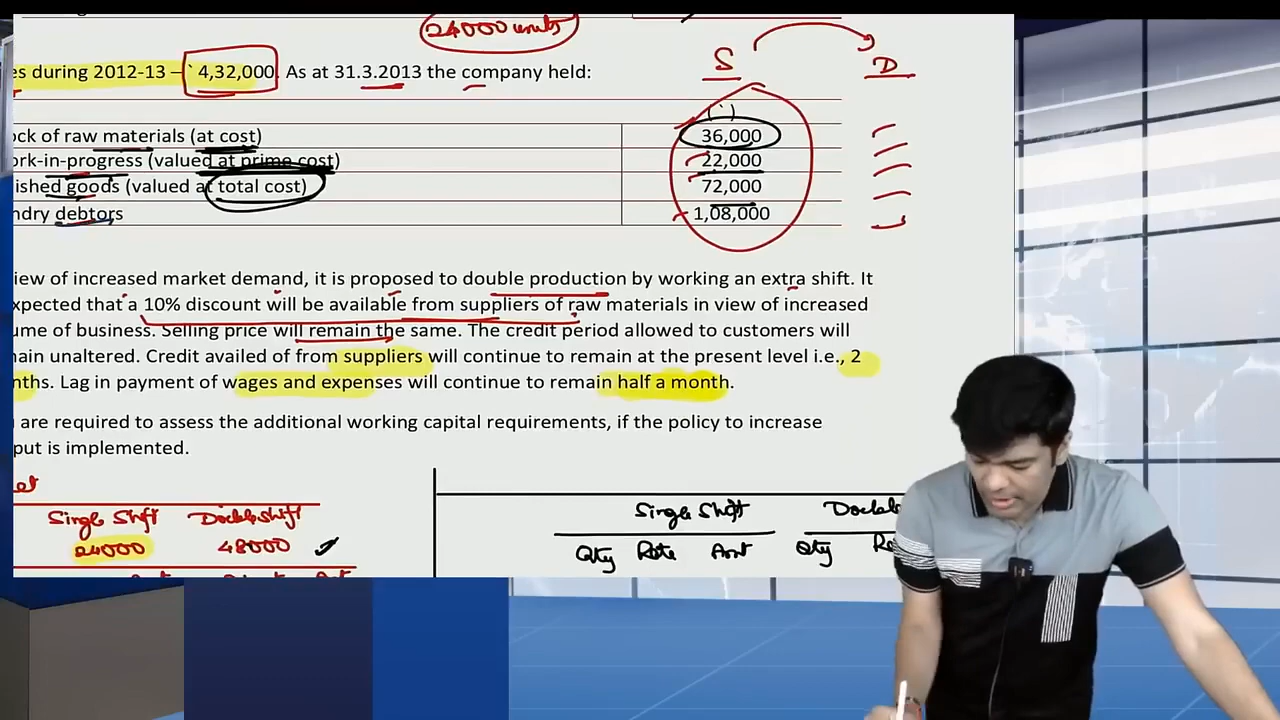 24000 units
es during 2012-13 – ` 4,32,000. As at 31.3.2013 the company held:
S D
(`)
ock of raw materials (at cost) 36,000
ork-in-progress (valued at prime cost) 22,000
ished goods (valued at total cost) 72,000
ndry debtors 1,08,000
iew of increased market demand, it is proposed to double production by working an extra shift. It
xpected that a 10% discount will be available from suppliers of raw materials in view of increased
ume of business. Selling price will remain the same. The credit period allowed to customers will
nain unaltered. Credit availed of from suppliers will continue to remain at the present level i.e., 2
nths. Lag in payment of wages and expenses will continue to remain half a month.
are required to assess the additional working capital requirements, if the policy to increase
put is implemented.
et
Single Shift Double Shift
24000 48000
Single Shift Double
Qty Rate Amt Qty